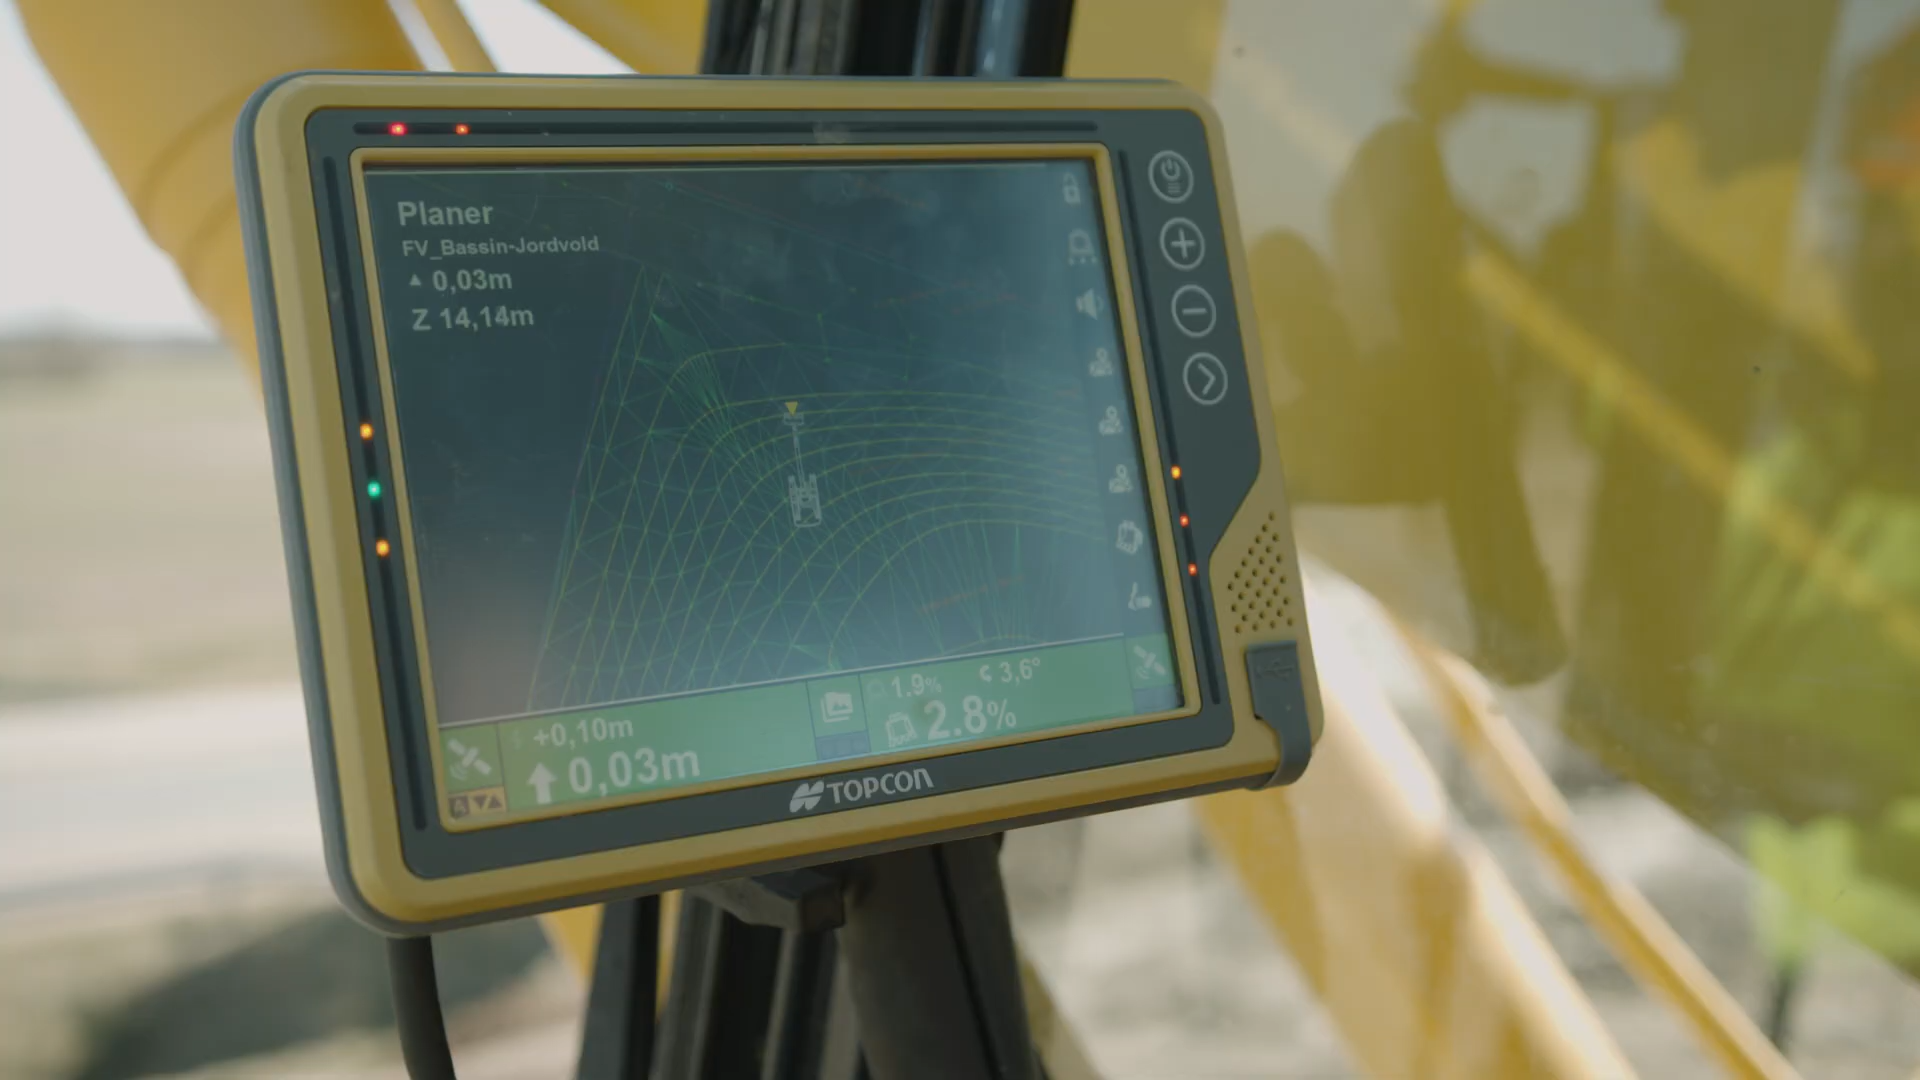 Planer
FV_Bassin-Jordvold
▲ 0,03m
Z 14,14m
+0,10m
0,03m
1.9%
3,6°
2.8%
TOPCON